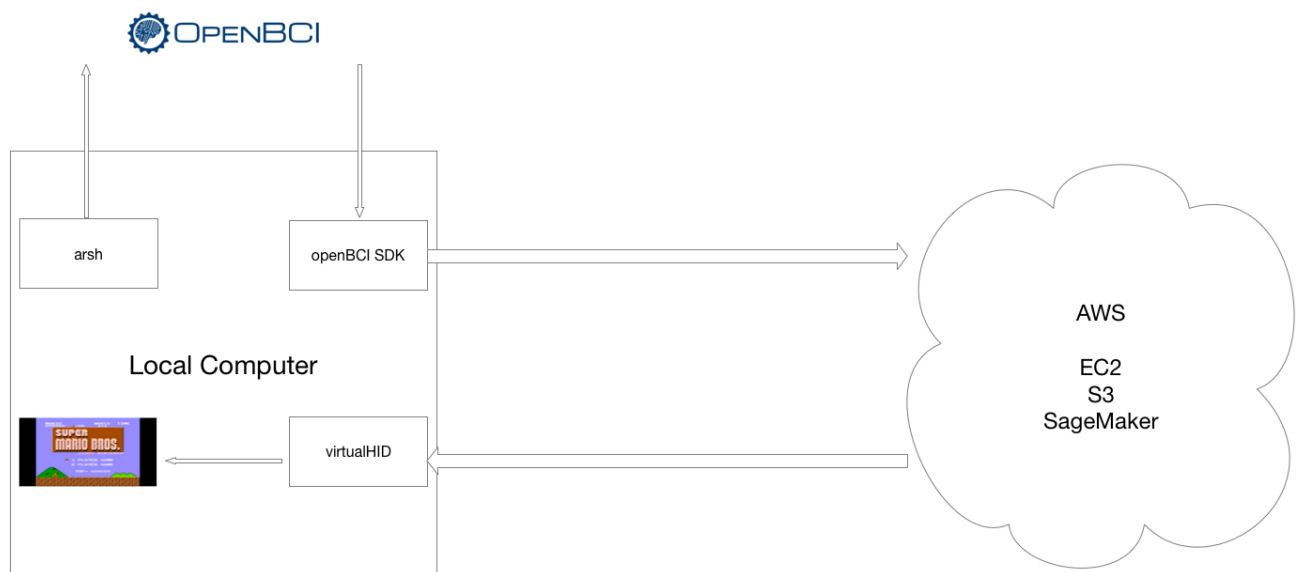 OPENBCI
arsh
openBCI SDK
AWS
Local Computer
EC2
S3
SageMaker
SUPER
MARIO BROS.
virtualHID